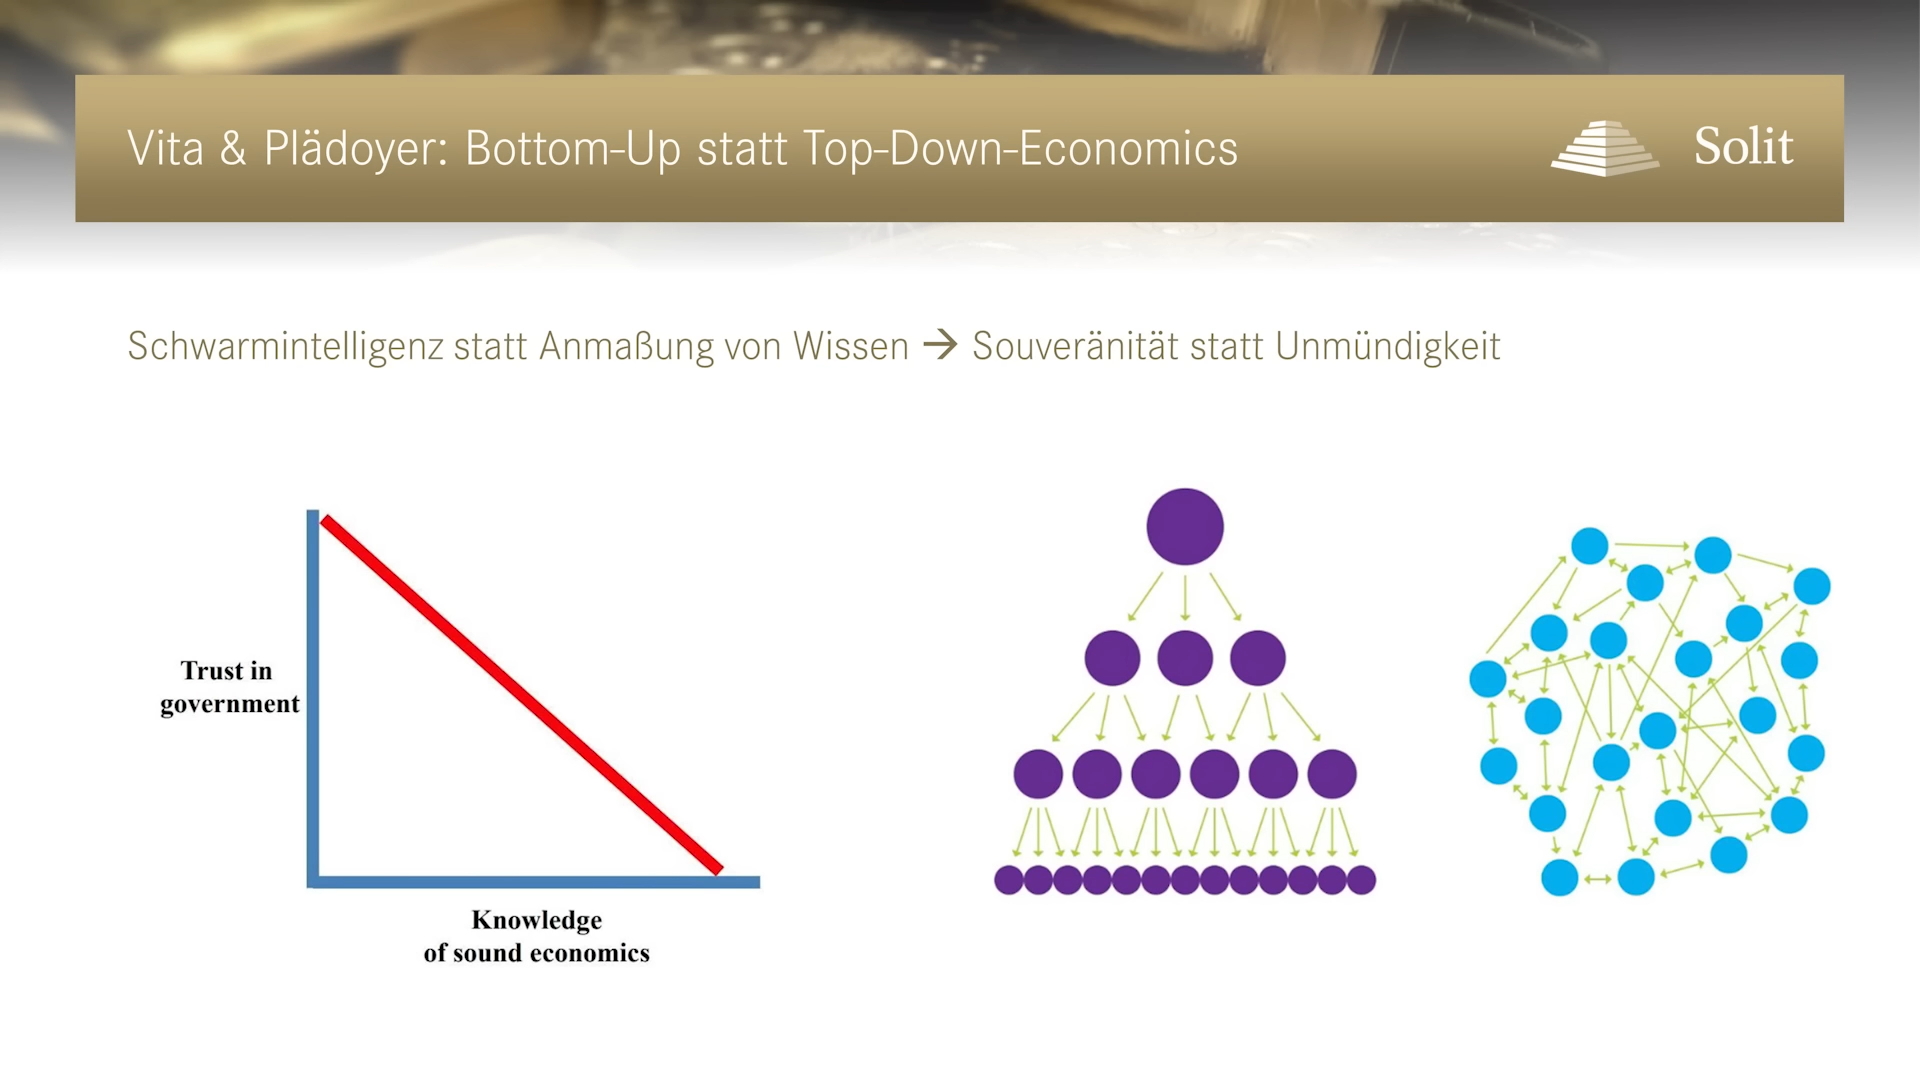 Vita & Plädoyer: Bottom-Up statt Top-Down-Economics
Solit
Schwarmintelligenz statt Anmaßung von Wissen → Souveränität statt Unmündigkeit
Trust in
government
Knowledge
of sound economics